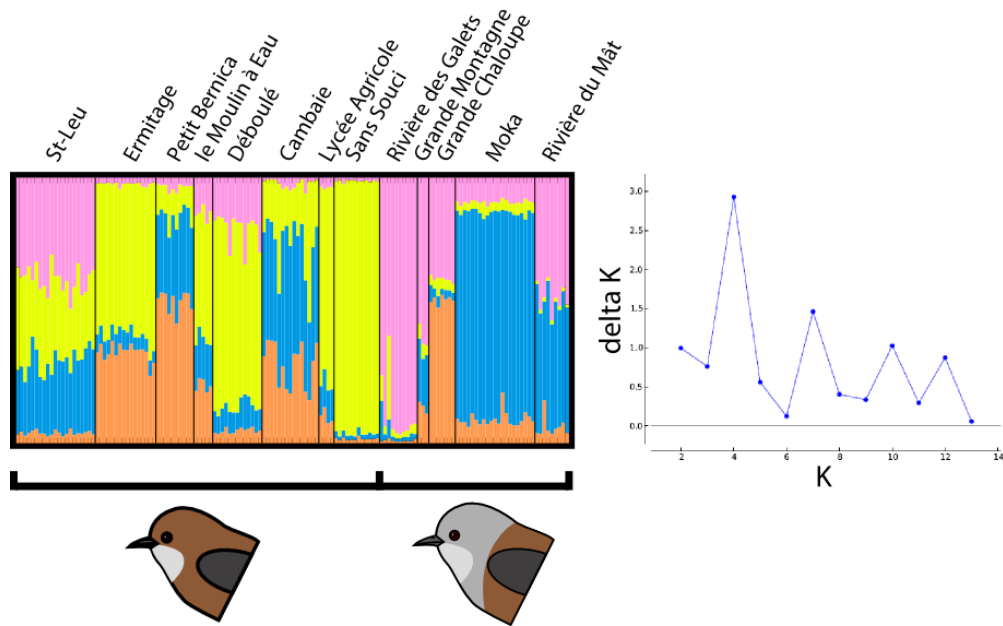 St-Leu
Ermitage
Petit Bernica
le Moulin à Eau
Déboulé
Cambaie
Lycée Agricole
Sans Souci
Rivière des Galets
Grande Montagne
Grande Chaloupe
Moka
Rivière du Mât
delta K
3.0
2.5
2.0
1.5
1.0
0.5
0.0
2 4 6 8 10 12 14
K